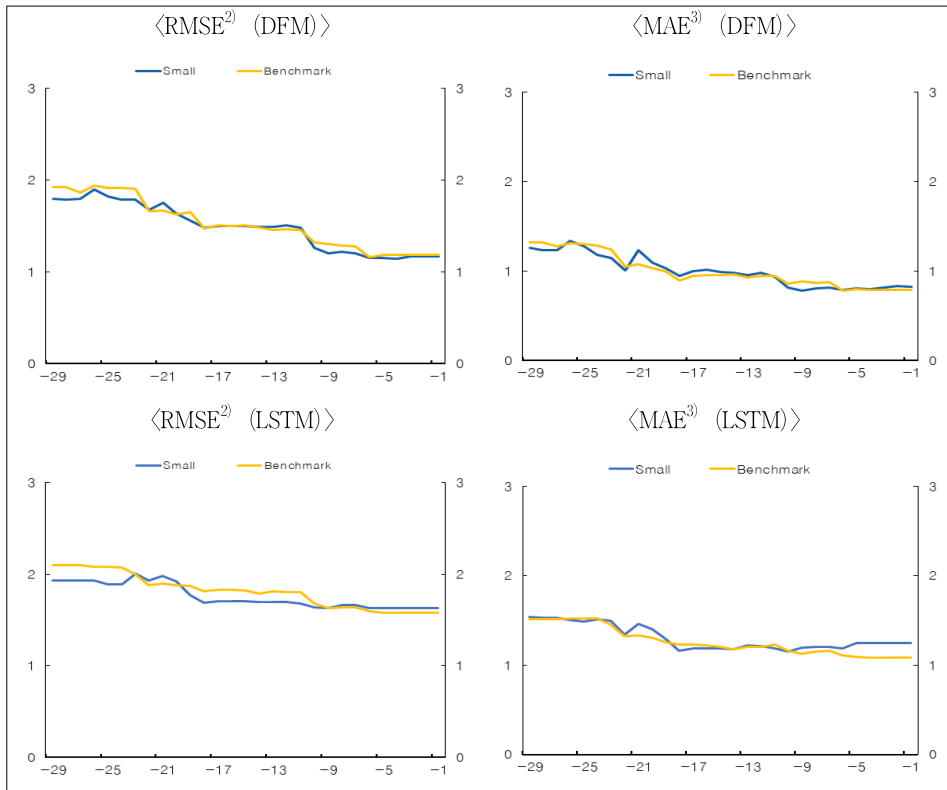 〈RMSE2) (DFM)〉
Small Benchmark
3 3
2 2
1 1
0 0
−29 −25 −21 −17 −13 −9 −5 −1
〈MAE3) (DFM)〉
Small Benchmark
3 3
2 2
1 1
0 0
−29 −25 −21 −17 −13 −9 −5 −1
〈RMSE2) (LSTM)〉
Small Benchmark
3 3
2 2
1 1
0 0
−29 −25 −21 −17 −13 −9 −5 −1
〈MAE3) (LSTM)〉
Small Benchmark
3 3
2 2
1 1
0 0
−29 −25 −21 −17 −13 −9 −5 −1